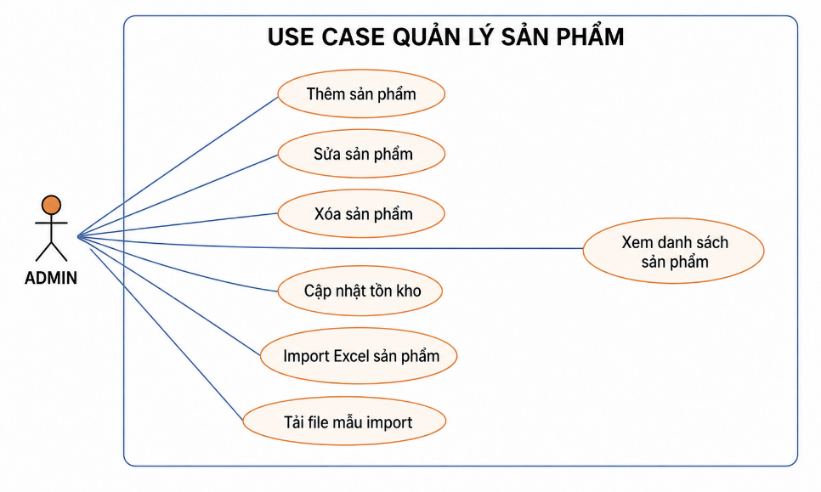 USE CASE QUẢN LÝ SẢN PHẨM
Thêm sản phẩm
Sửa sản phẩm
Xóa sản phẩm
Xem danh sách
sản phẩm
ADMIN
Cập nhật tồn kho
Import Excel sản phẩm
Tải file mẫu import